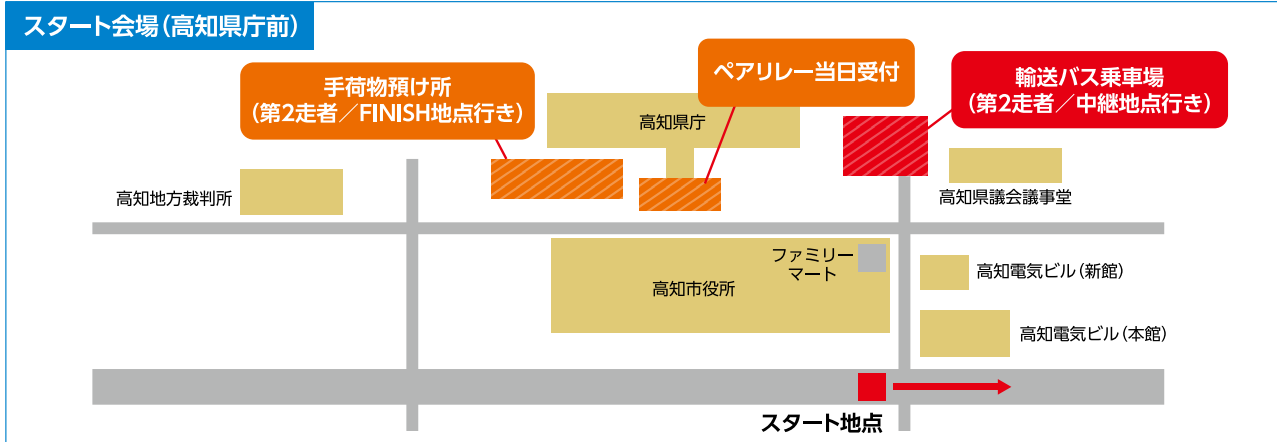 スタート会場(高知県庁前)
手荷物預け所
(第2走者/FINISH地点行き)
ペアリレー当日受付
輸送バス乗車場
(第2走者/中継地点行き)
高知県庁
高知地方裁判所
高知県議会議事堂
ファミリー
マート
高知市役所
高知電気ビル(新館)
高知電気ビル(本館)
スタート地点